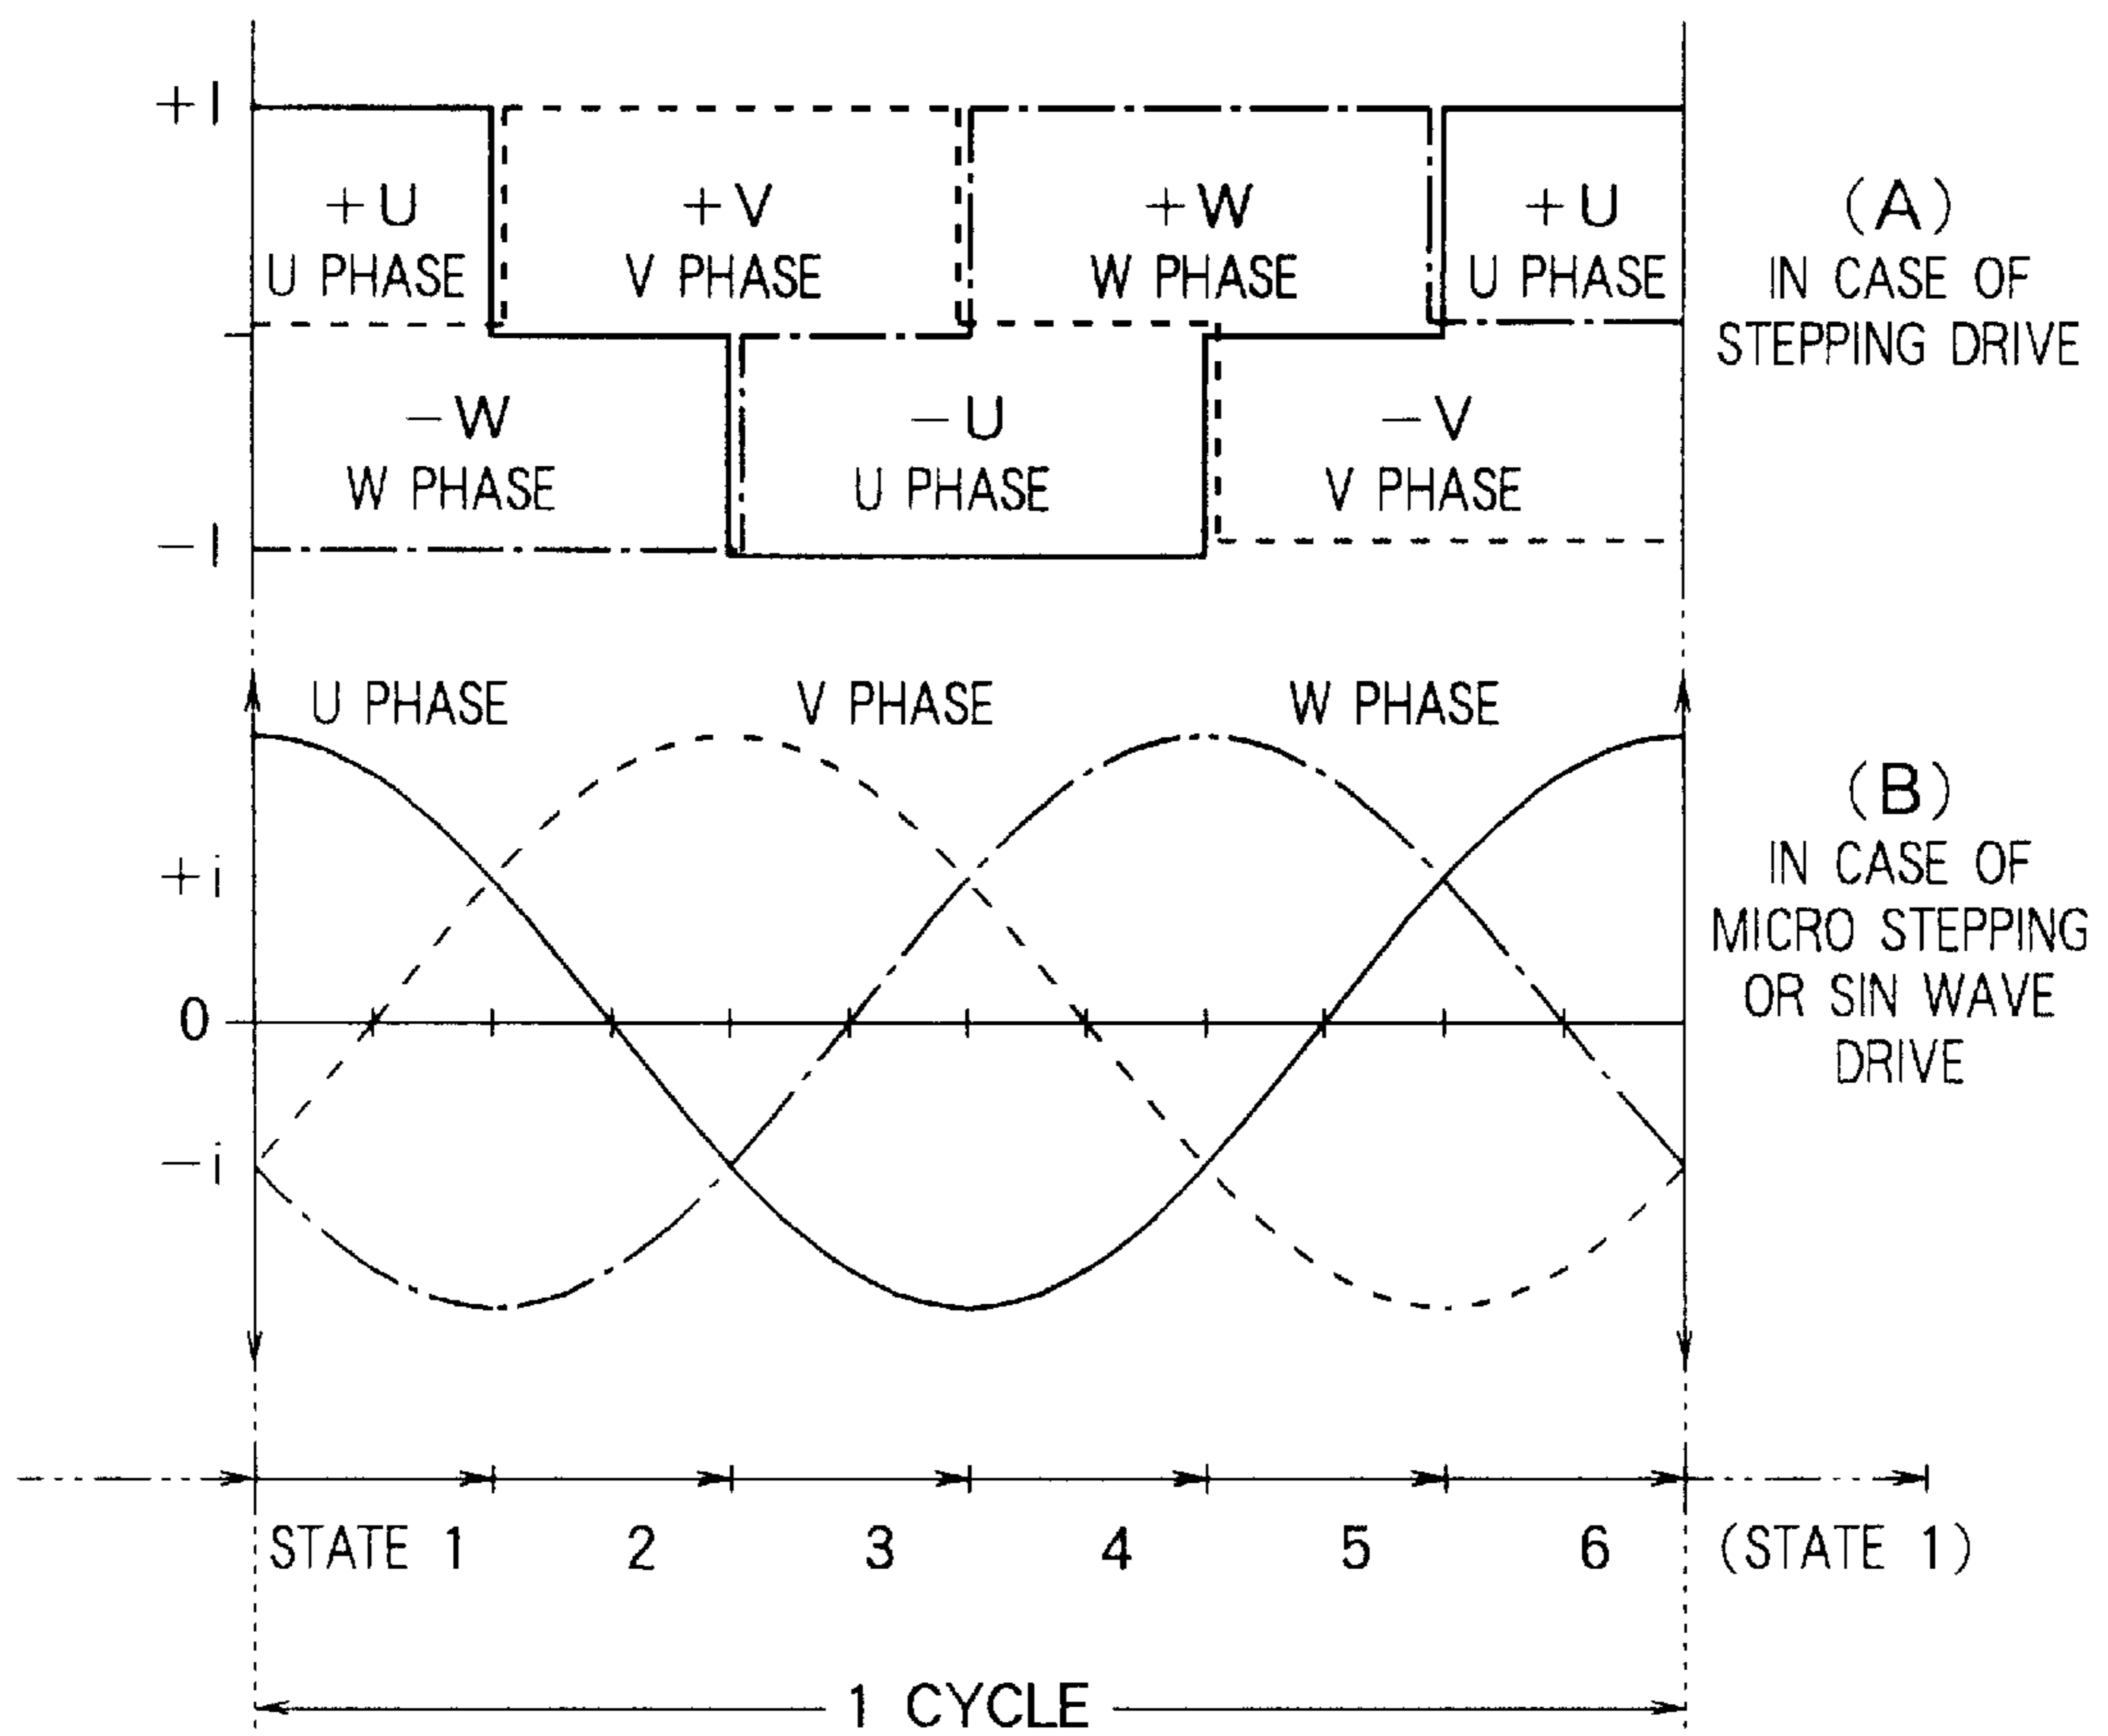 +I
+U
+V
+W
+U
U PHASE
V PHASE
W PHASE
U PHASE
−W
−U
−V
W PHASE
U PHASE
V PHASE
−I
(A)
IN CASE OF
STEPPING DRIVE
U PHASE
V PHASE
W PHASE
+i
0
−i
(B)
IN CASE OF
MICRO STEPPING
OR SIN WAVE
DRIVE
STATE 1 2 3 4 5 6 (STATE 1)
1 CYCLE